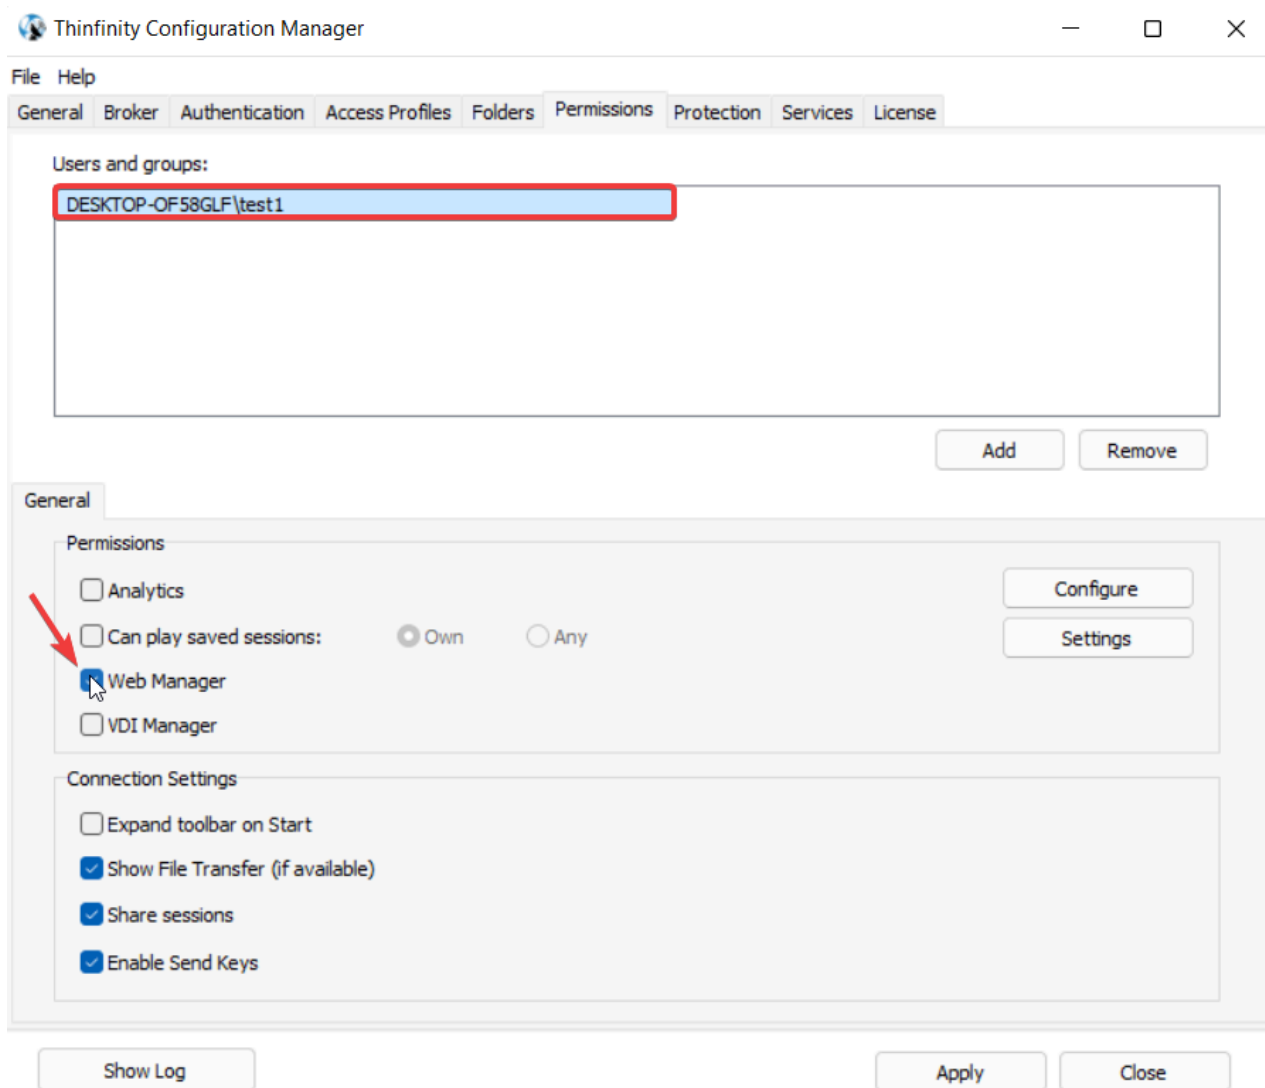 Thinfinity Configuration Manager
File Help
General Broker Authentication Access Profiles Folders Permissions Protection Services License
Users and groups:
DESKTOP-OF58GLF\test1
Add Remove
General
Permissions
Analytics Configure
Can play saved sessions: Own Any Settings
Web Manager
VDI Manager
Connection Settings
Expand toolbar on Start
Show File Transfer (if available)
Share sessions
Enable Send Keys
Show Log Apply Close